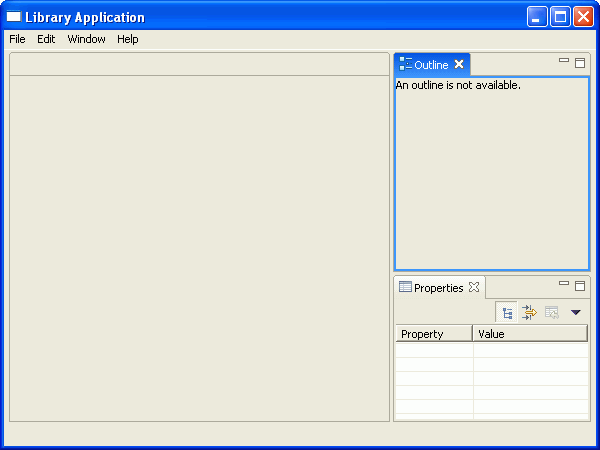 Library Application
File Edit Window Help
Outline
An outline is not available.
Properties
Property Value